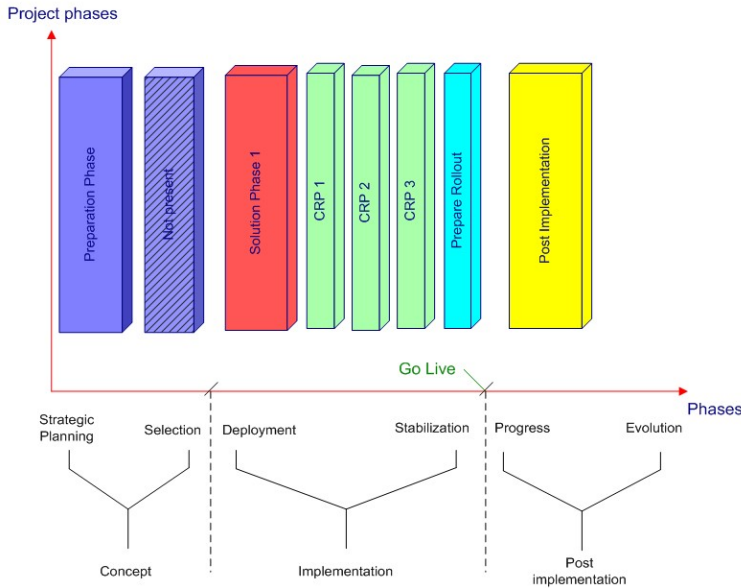 Project phases
Preparation Phase
Not present
Solution Phase 1
CRP 1
CRP 2
CRP 3
Prepare Rollout
Post Implementation
Go Live
Phases
Strategic
Planning
Selection
Deployment
Stabilization
Progress
Evolution
Concept
Implementation
Post
implementation